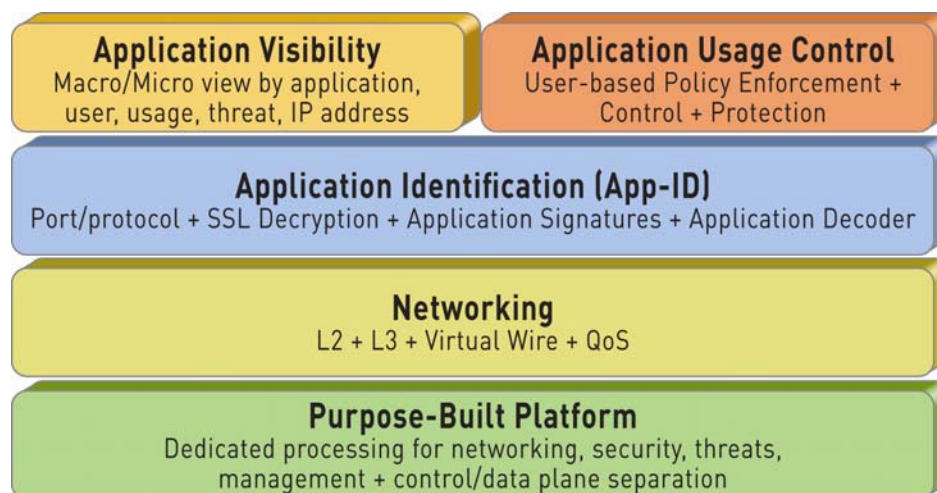 Application Visibility
Macro/Micro view by application,
user, usage, threat, IP address
Application Usage Control
User-based Policy Enforcement +
Control + Protection
Application Identification (App-ID)
Port/protocol + SSL Decryption + Application Signatures + Application Decoder
Networking
L2 + L3 + Virtual Wire + QoS
Purpose-Built Platform
Dedicated processing for networking, security, threats,
management + control/data plane separation